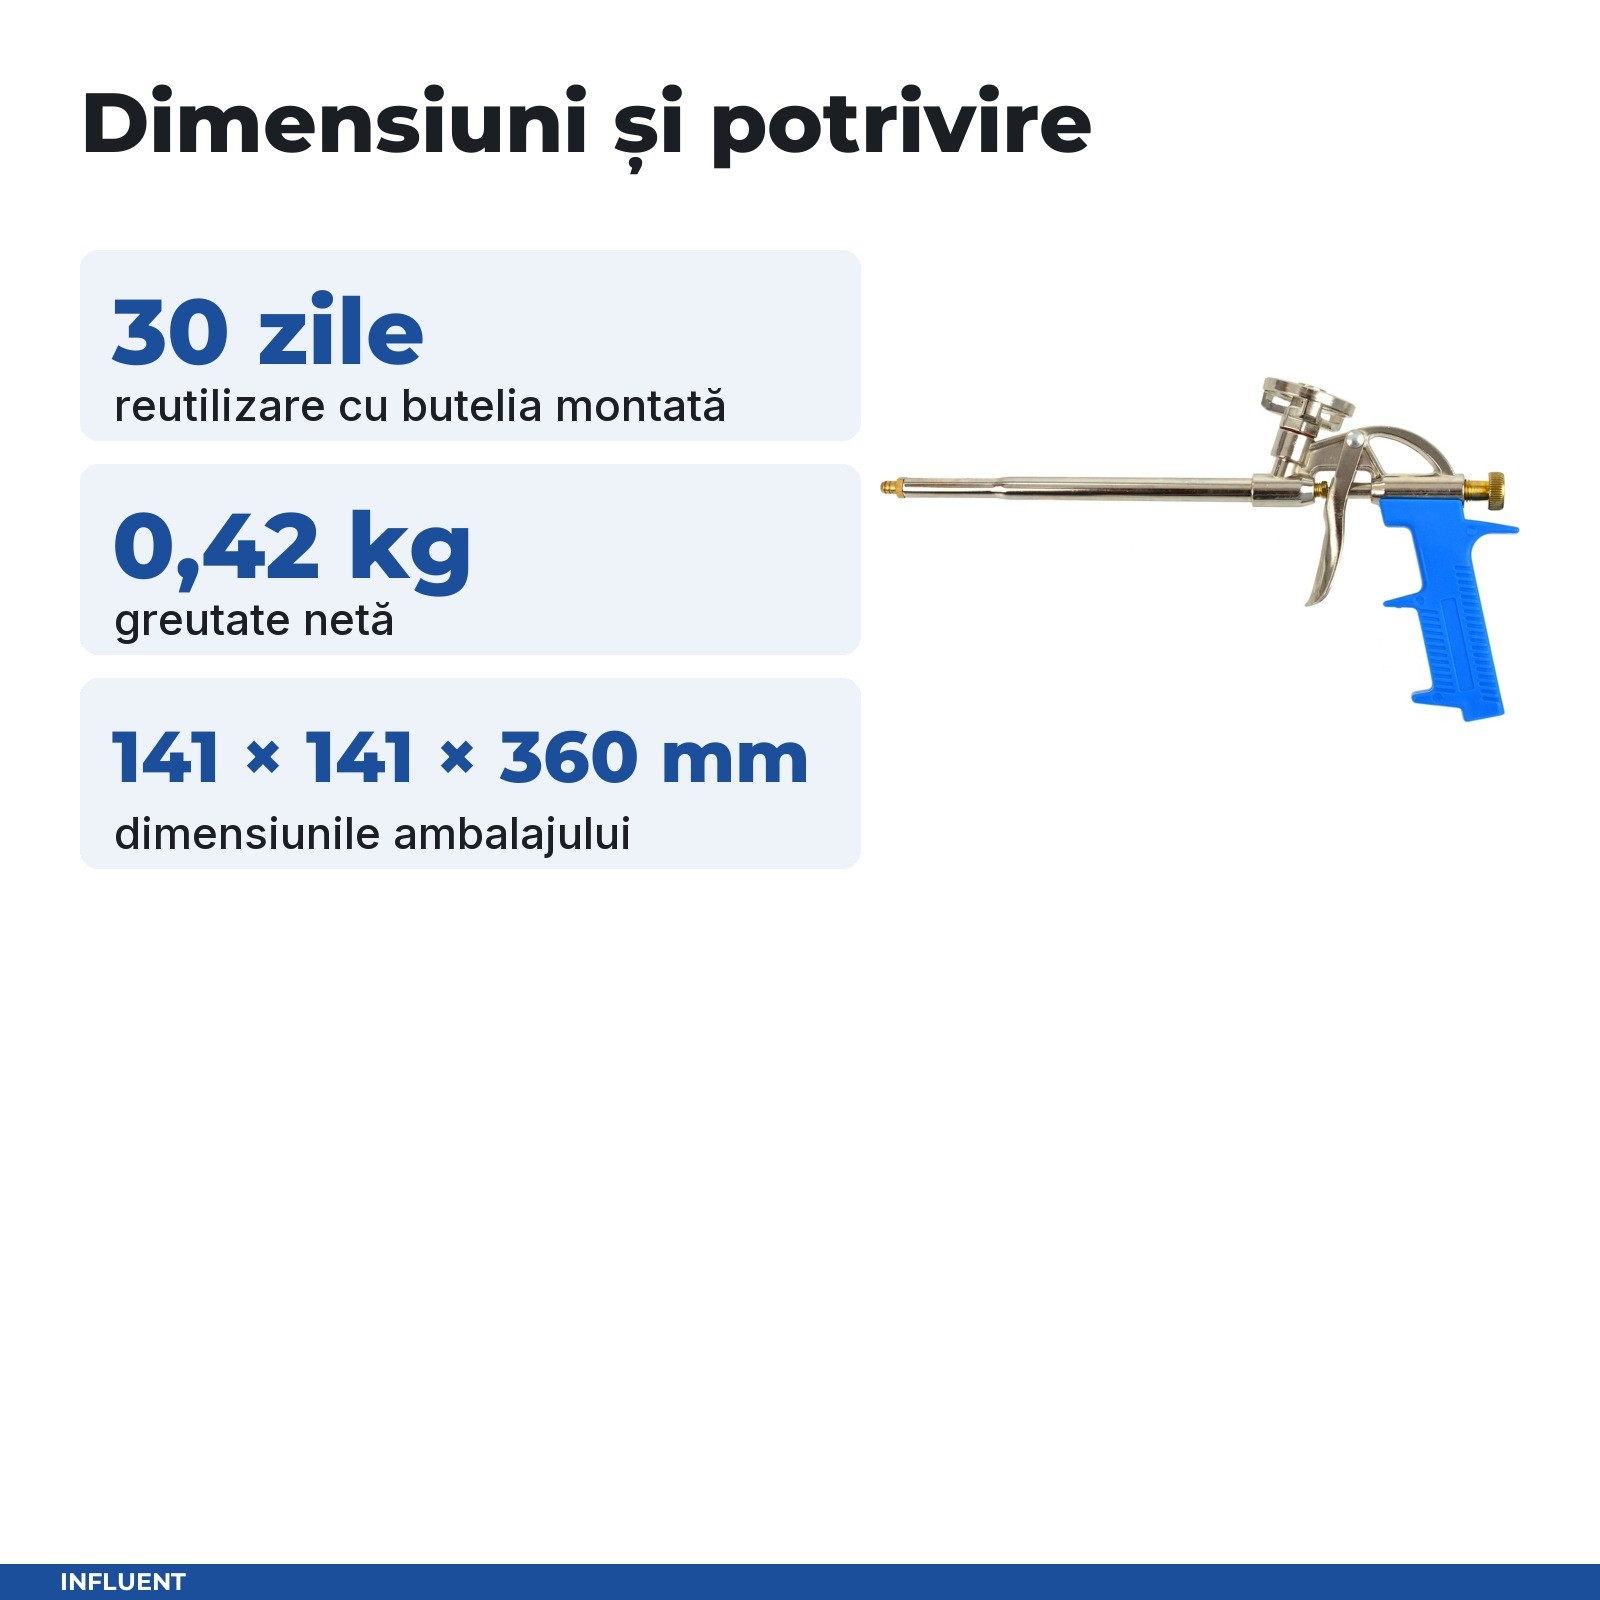 Dimensiuni și potrivire
30 zile
reutilizare cu butelia montată
0,42 kg
greutate netă
141 × 141 × 360 mm
dimensiunile ambalajului
INFLUENT